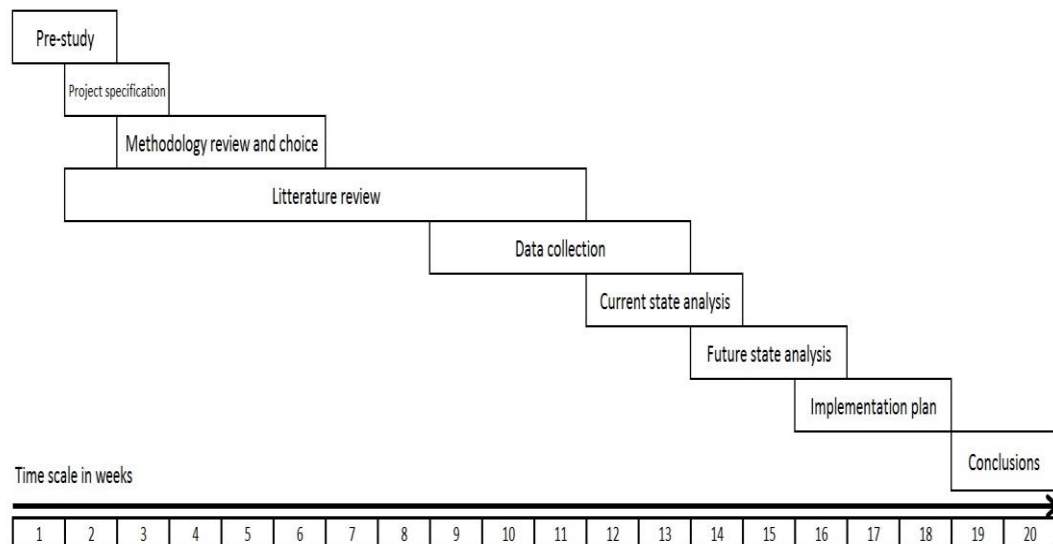 Pre-study
Project specification
Methodology review and choice
Litterature review
Data collection
Current state analysis
Future state analysis
Implementation plan
Conclusions
Time scale in weeks
1 2 3 4 5 6 7 8 9 10 11 12 13 14 15 16 17 18 19 20